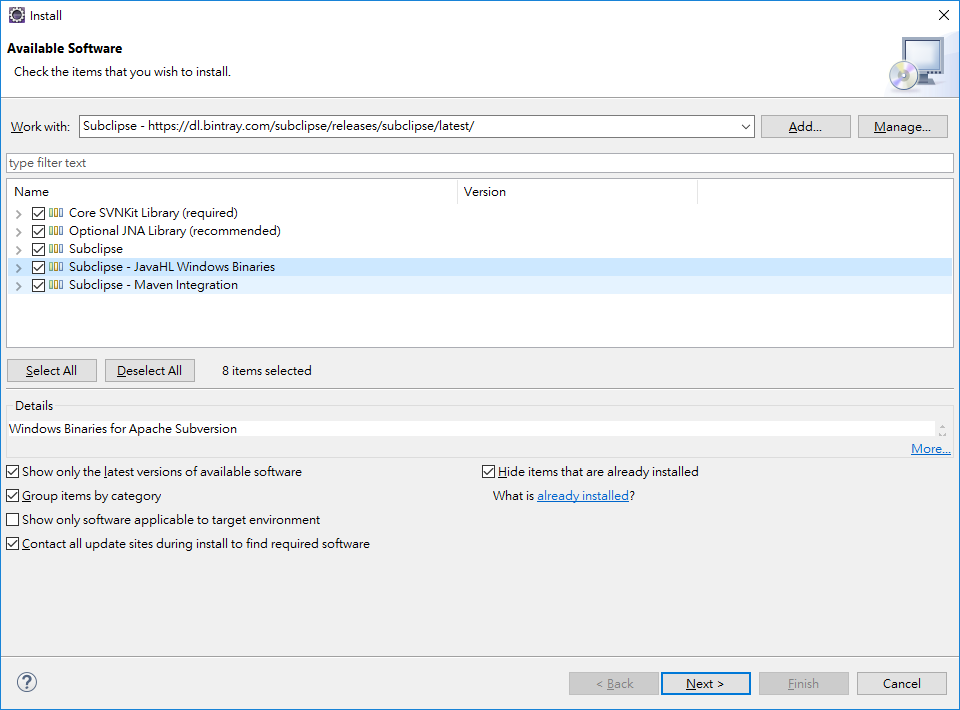 Install
Available Software
Check the items that you wish to install.
Work with: Subclipse - https://dl.bintray.com/subclipse/releases/subclipse/latest/ Add... Manage...
type filter text
Name Version
Core SVNKit Library (required)
Optional JNA Library (recommended)
Subclipse
Subclipse - JavaHL Windows Binaries
Subclipse - Maven Integration
Select All Deselect All 8 items selected
Details
Windows Binaries for Apache Subversion
More...
Show only the latest versions of available software Hide items that are already installed
Group items by category What is already installed?
Show only software applicable to target environment
Contact all update sites during install to find required software
? < Back Next > Finish Cancel